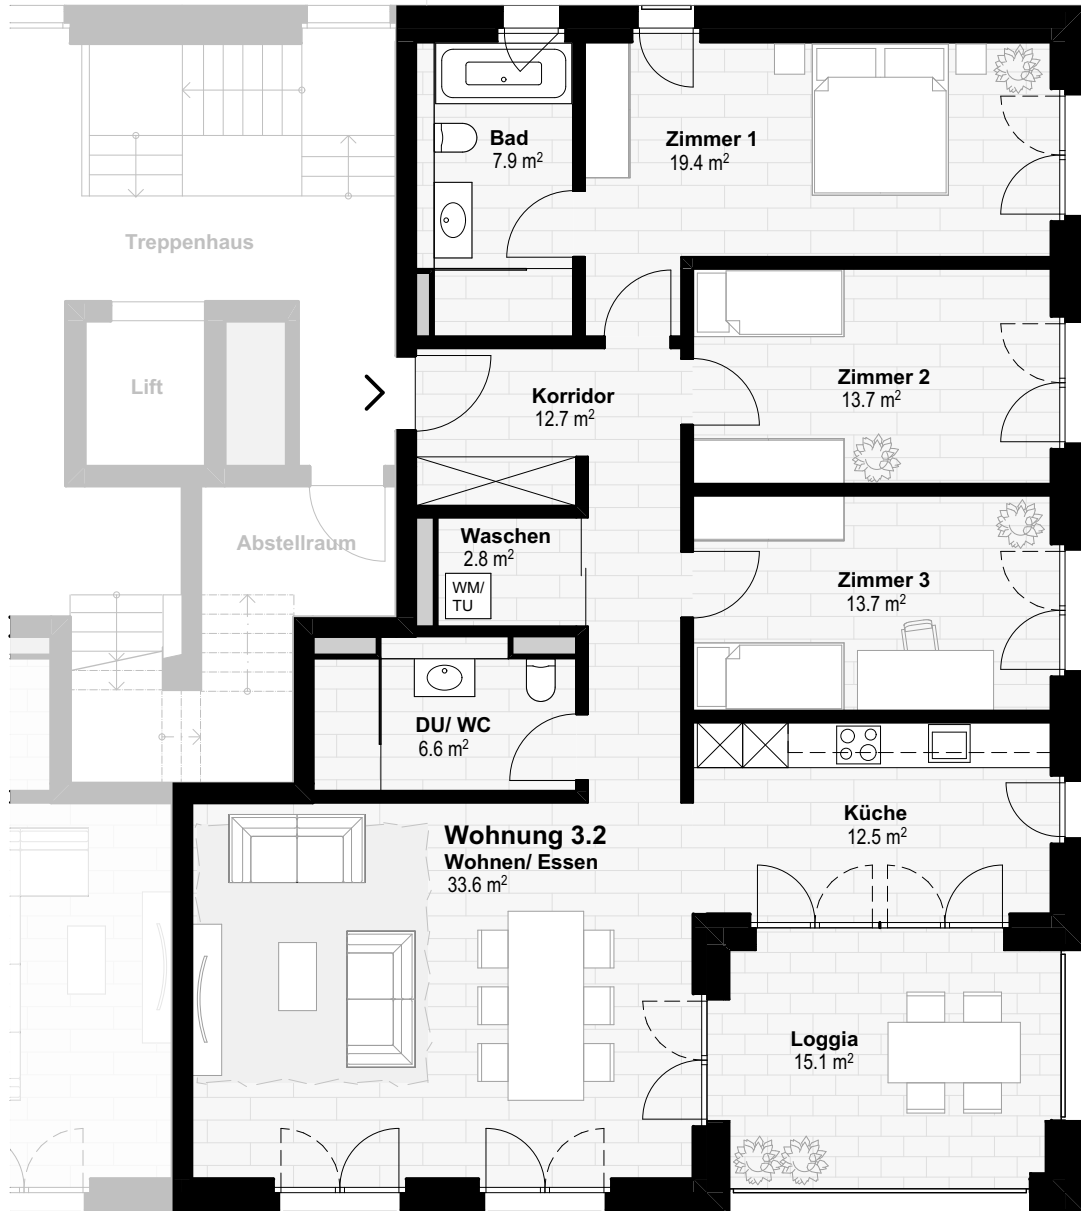 Bad
7.9 m²
Zimmer 1
19.4 m²
Treppenhaus
Lift
Korridor
12.7 m²
Zimmer 2
13.7 m²
Abstellraum
Waschen
2.8 m²
WM/
TU
Zimmer 3
13.7 m²
DU/ WC
6.6 m²
Küche
12.5 m²
Wohnung 3.2
Wohnen/ Essen
33.6 m²
Loggia
15.1 m²